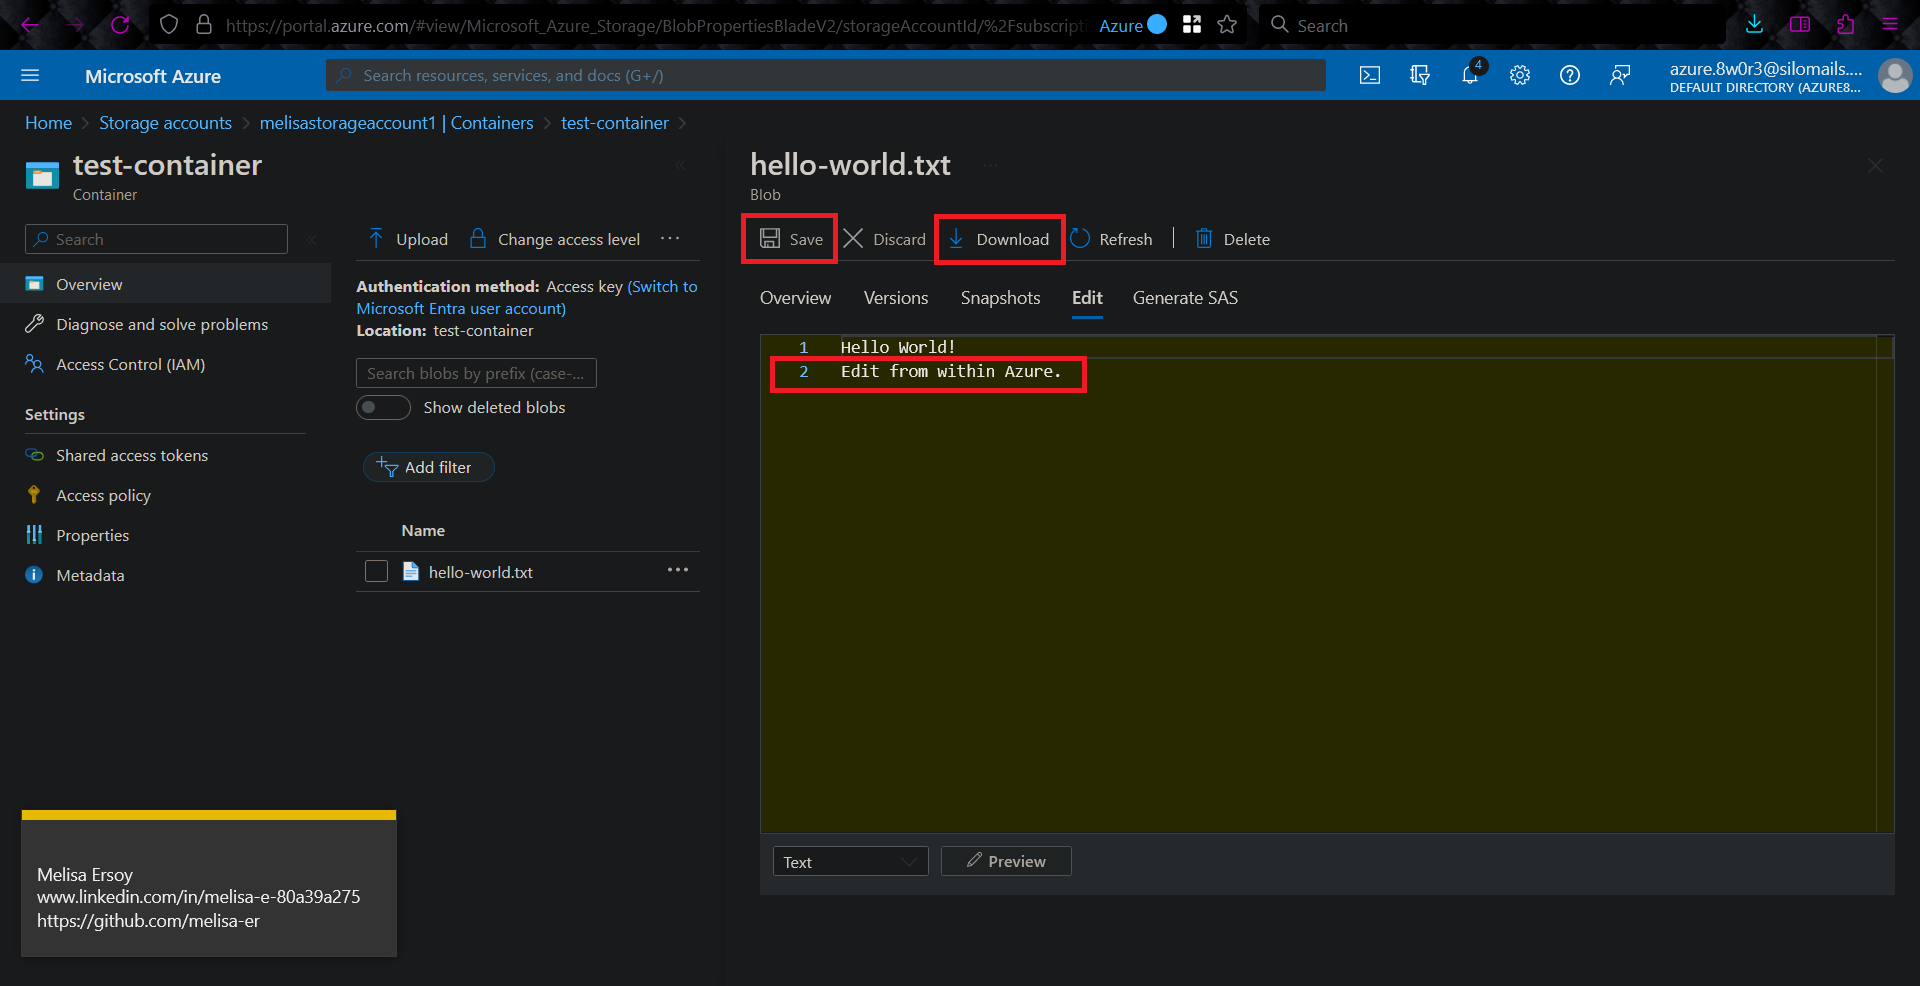 https://portal.azure.com/#view/Microsoft_Azure_Storage/BlobPropertiesBladeV2/storageAccountId/%2Fsubscripti
Azure
Search
Microsoft Azure
Search resources, services, and docs (G+/)
4
azure.8w0r3@silomails....
DEFAULT DIRECTORY (AZURE8...
Home > Storage accounts > melisastorageaccount1 | Containers > test-container >
test-container
Container
Search
Overview
Diagnose and solve problems
Access Control (IAM)
Settings
Shared access tokens
Access policy
Properties
Metadata
Upload
Change access level
...
Authentication method: Access key (Switch to
Microsoft Entra user account)
Location: test-container
Search blobs by prefix (case-...
Show deleted blobs
Add filter
Name
hello-world.txt
...
hello-world.txt
...
Blob
Save
Discard
Download
Refresh
Delete
Overview
Versions
Snapshots
Edit
Generate SAS
1 Hello World!
2 Edit from within Azure.
Text
Preview
Melisa Ersoy
www.linkedin.com/in/melisa-e-80a39a275
https://github.com/melisa-er